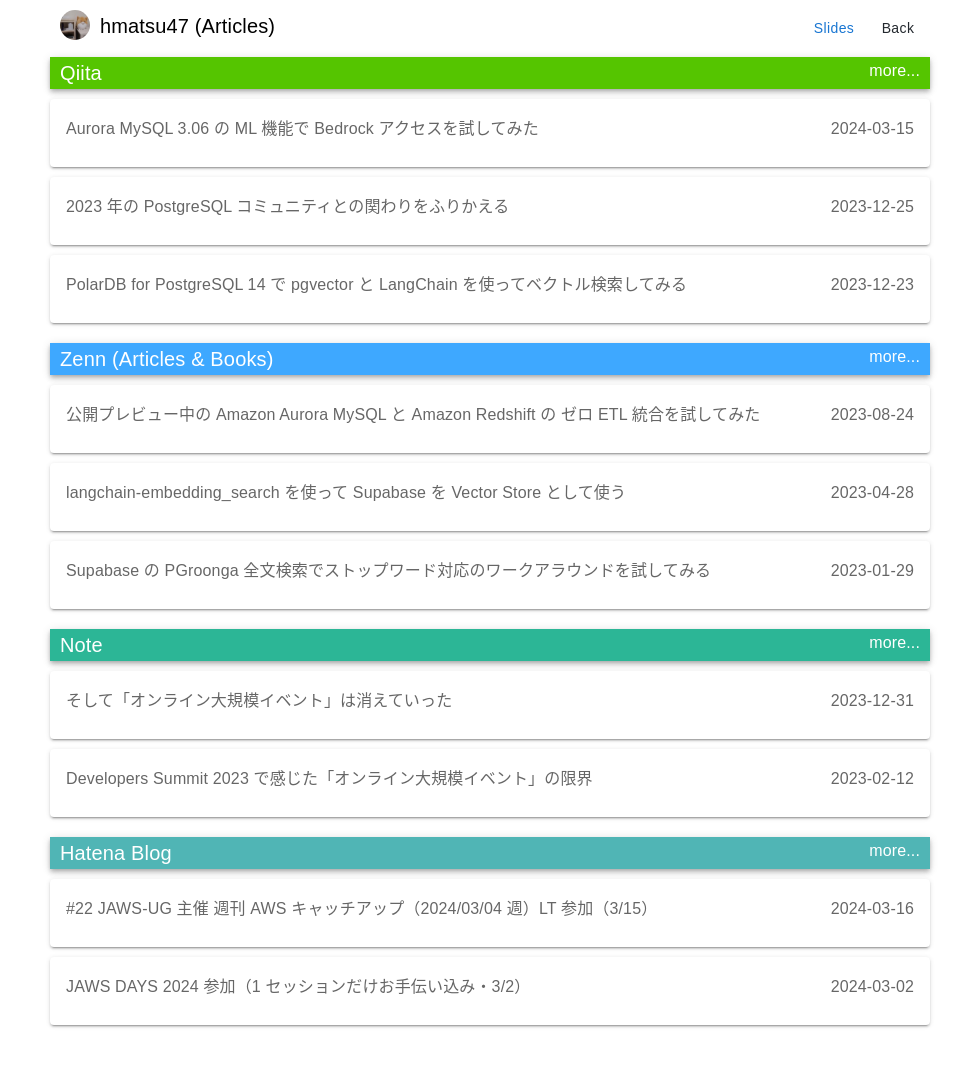 hmatsu47 (Articles)
Slides Back
Qiita more...
Aurora MySQL 3.06 の ML 機能で Bedrock アクセスを試してみた 2024-03-15
2023 年の PostgreSQL コミュニティとの関わりをふりかえる 2023-12-25
PolarDB for PostgreSQL 14 で pgvector と LangChain を使ってベクトル検索してみる 2023-12-23
Zenn (Articles & Books) more...
公開プレビュー中の Amazon Aurora MySQL と Amazon Redshift の ゼロ ETL 統合を試してみた 2023-08-24
langchain-embedding_search を使って Supabase を Vector Store として使う 2023-04-28
Supabase の PGroonga 全文検索でストップワード対応のワークアラウンドを試してみる 2023-01-29
Note more...
そして「オンライン大規模イベント」は消えていった 2023-12-31
Developers Summit 2023 で感じた「オンライン大規模イベント」の限界 2023-02-12
Hatena Blog more...
#22 JAWS-UG 主催 週刊 AWS キャッチアップ（2024/03/04 週）LT 参加（3/15） 2024-03-16
JAWS DAYS 2024 参加（1 セッションだけお手伝い込み・3/2） 2024-03-02